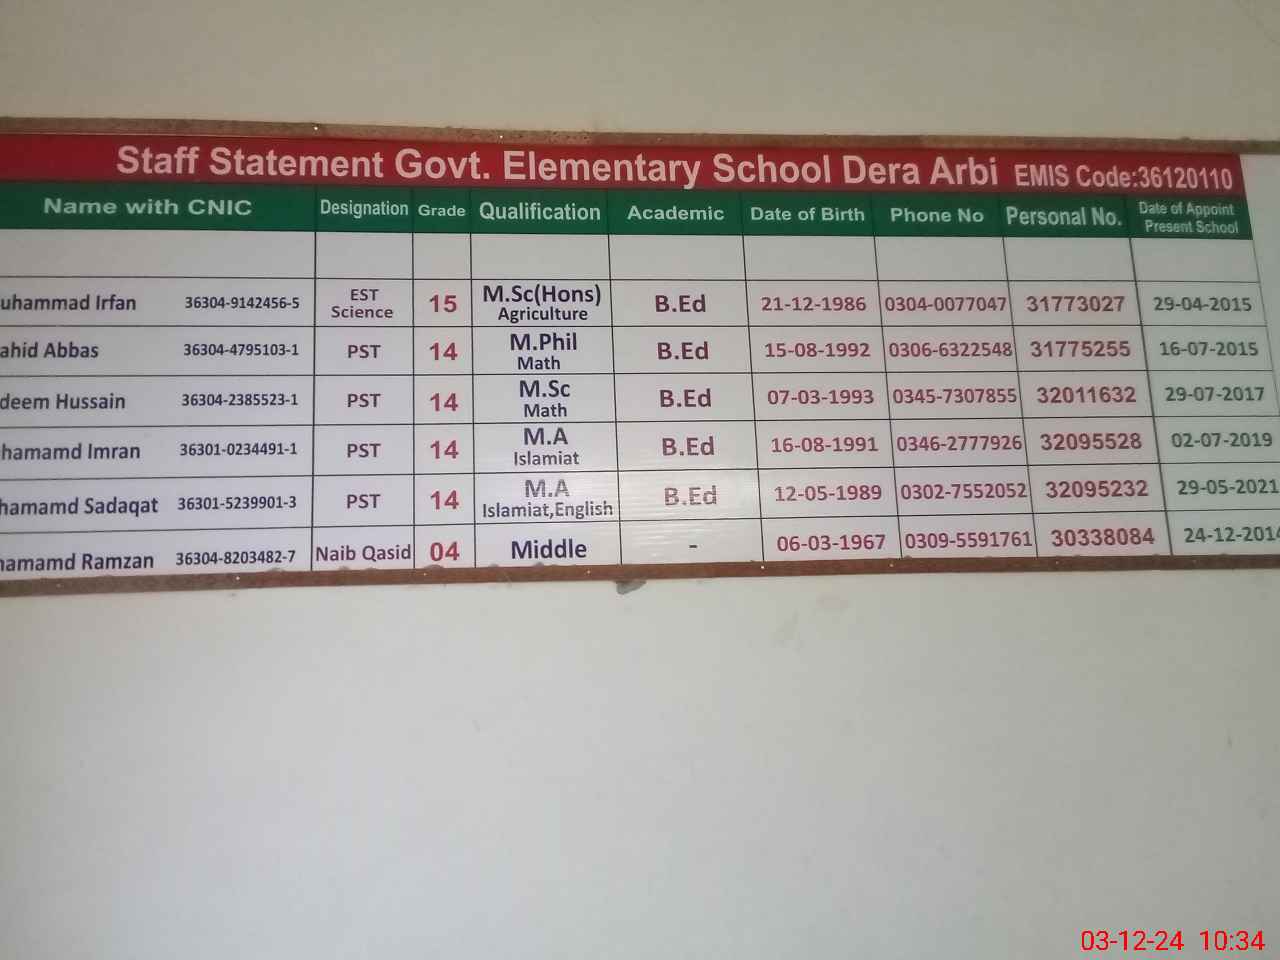 Staff Statement Govt. Elementary School Dera Arbi EMIS Code:36120110
Name with CNIC Designation Grade Qualification Academic Date of Birth Phone No Personal No. Date of Appoint Present School
uhammad Irfan 36304-9142456-5 EST Science 15 M.Sc(Hons) Agriculture B.Ed 21-12-1986 0304-0077047 31773027 29-04-2015
ahid Abbas 36304-4795103-1 PST 14 M.Phil Math B.Ed 15-08-1992 0306-6322548 31775255 16-07-2015
deem Hussain 36304-2385523-1 PST 14 M.Sc Math B.Ed 07-03-1993 0345-7307855 32011632 29-07-2017
hamamd Imran 36301-0234491-1 PST 14 M.A Islamiat B.Ed 16-08-1991 0346-2777926 32095528 02-07-2019
hamamd Sadaqat 36301-5239901-3 PST 14 M.A Islamiat,English B.Ed 12-05-1989 0302-7552052 32095232 29-05-2021
hamamd Ramzan 36304-8203482-7 Naib Qasid 04 Middle - 06-03-1967 0309-5591761 30338084 24-12-2014
03-12-24 10:34